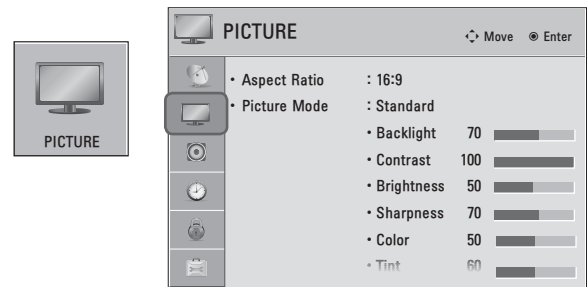 PICTURE
PICTURE
Move Enter
• Aspect Ratio : 16:9
• Picture Mode : Standard
• Backlight 70
• Contrast 100
• Brightness 50
• Sharpness 70
• Color 50
• Tint 60